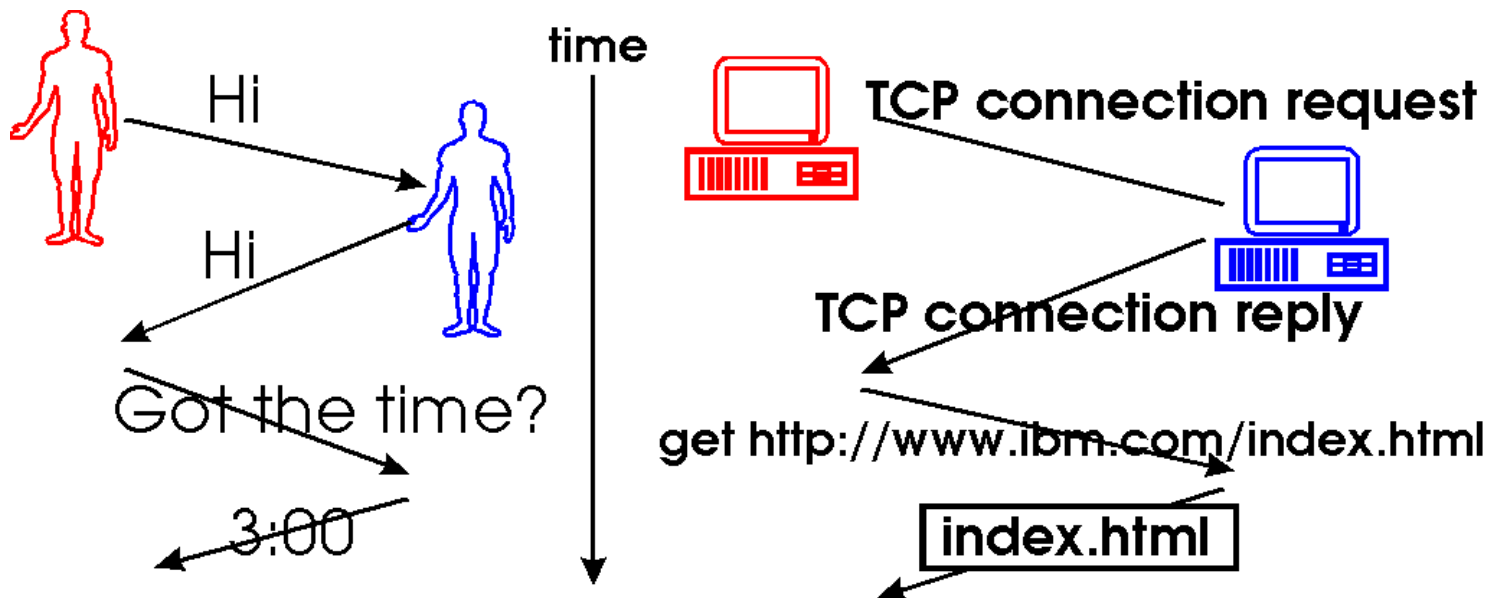 time
Hi
Hi
Got the time?
3:00
TCP connection request
TCP connection reply
get http://www.ibm.com/index.html
index.html